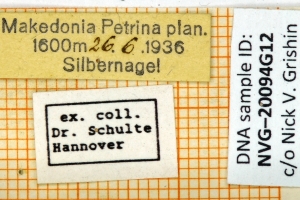 Makedonia Petrina plan.
1600m 26.6.1936
Silbernagel
ex. coll.
Dr. Schulte
Hannover
DNA sample ID:
NVG-20094G12
c/o Nick V. Grishin